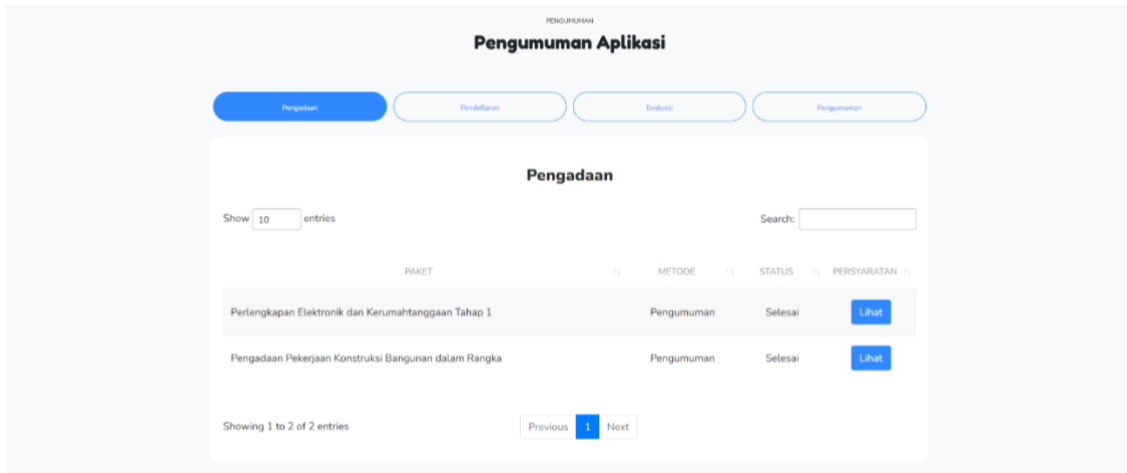 PENGUMUMAN
Pengumuman Aplikasi
Pengadaan Pendaftaran Evaluasi Pengumuman
Pengadaan
Show 10 entries Search:
PAKET METODE STATUS PERSYARATAN
Perlengkapan Elektronik dan Kerumahtanggaan Tahap 1 Pengumuman Selesai Lihat
Pengadaan Pekerjaan Konstruksi Bangunan dalam Rangka Pengumuman Selesai Lihat
Showing 1 to 2 of 2 entries Previous 1 Next